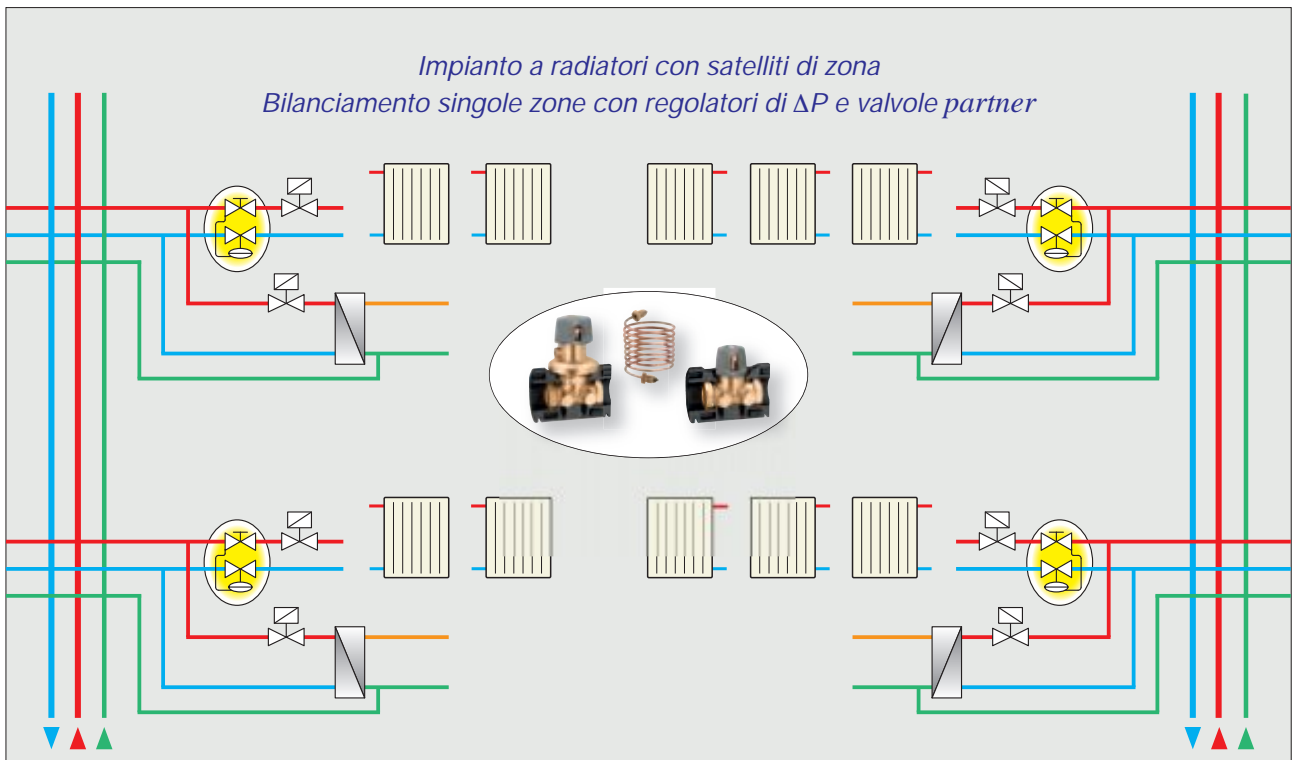 Impianto a radiatori con satelliti di zona
Bilanciamento singole zone con regolatori di ΔP e valvole partner